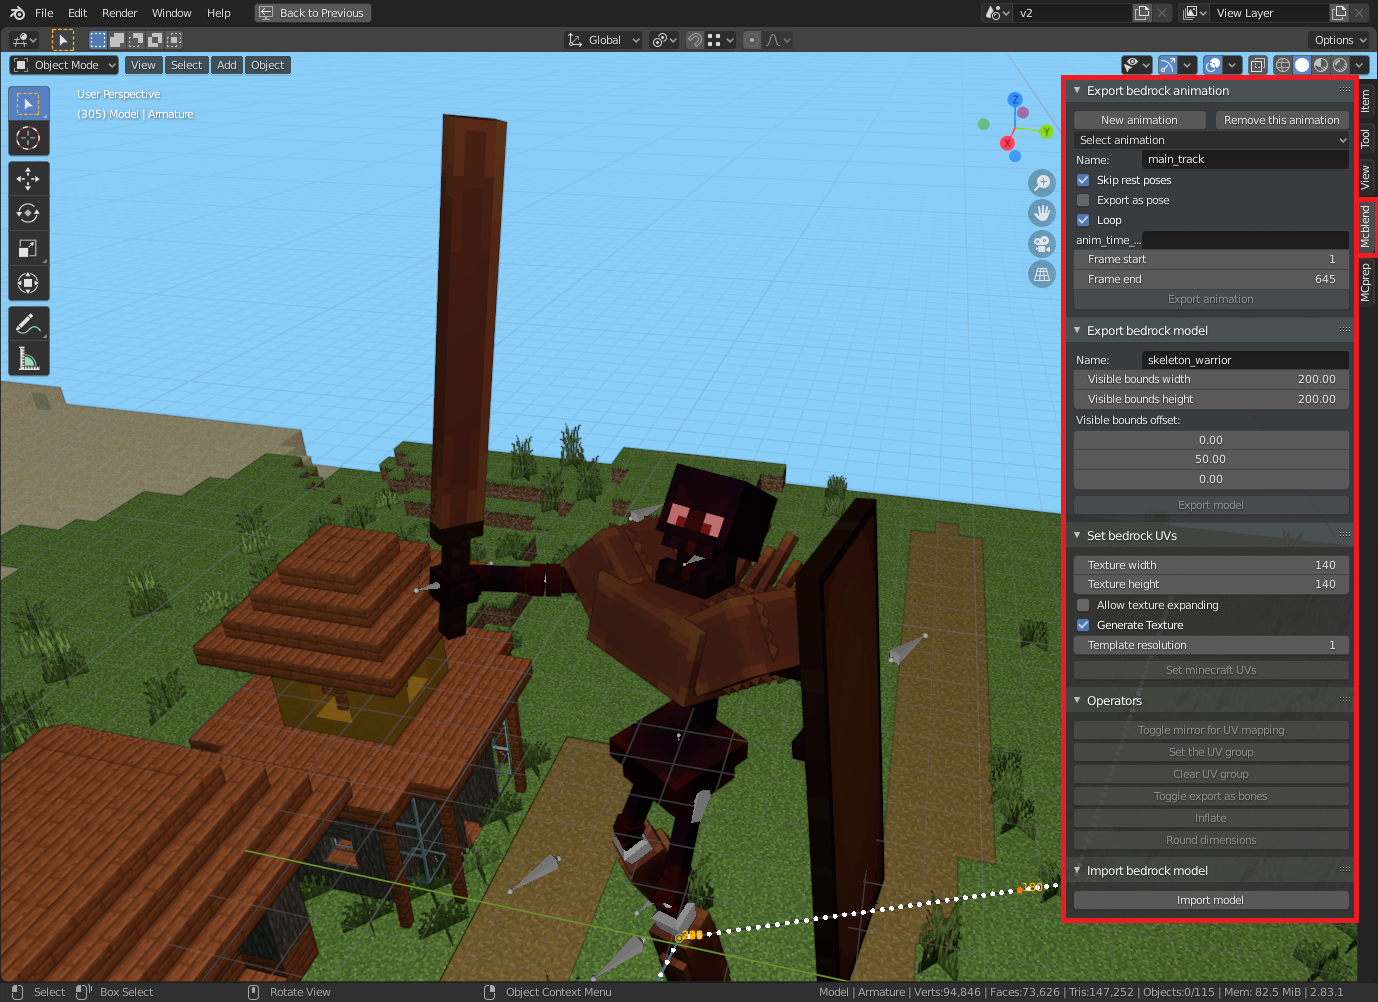 File Edit Render Window Help Back to Previous v2 View Layer
Global Options
Object Mode View Select Add Object
User Perspective
(305) Model | Armature
Z
Y
X
Item
Tool
View
Mcblend
MCprep
Export bedrock animation
New animation Remove this animation
Select animation
Name: main_track
Skip rest poses
Export as pose
Loop
anim_time_...
Frame start 1
Frame end 645
Export animation
Export bedrock model
Name: skeleton_warrior
Visible bounds width 200.00
Visible bounds height 200.00
Visible bounds offset:
0.00
50.00
0.00
Export model
Set bedrock UVs
Texture width 140
Texture height 140
Allow texture expanding
Generate Texture
Template resolution 1
Set minecraft UVs
Operators
Toggle mirror for UV mapping
Set the UV group
Clear UV group
Toggle export as bones
Inflate
Round dimensions
Import bedrock model
Import model
Select Box Select Rotate View Object Context Menu Model | Armature | Verts:94,846 | Faces:73,626 | Tris:147,252 | Objects:0/115 | Mem: 82.5 MiB | 2.83.1